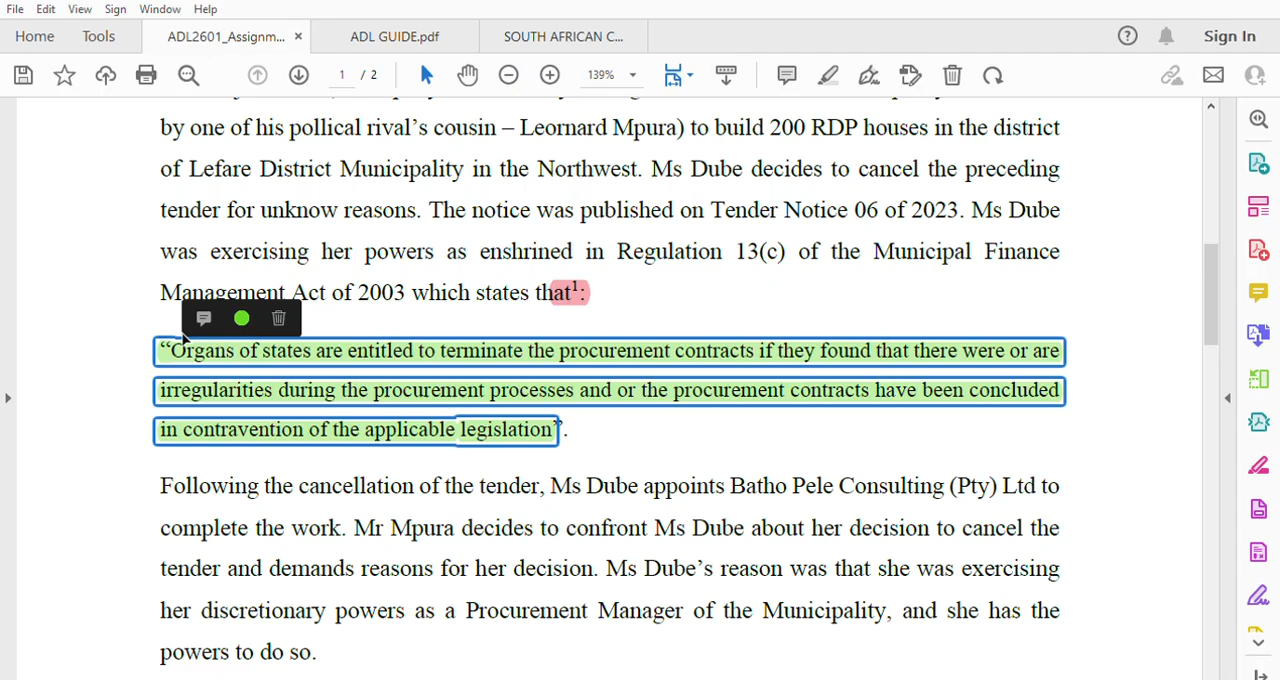 File Edit View Sign Window Help
Home Tools ADL2601_Assignm... × ADL GUIDE.pdf SOUTH AFRICAN C... Sign In
1 / 2 139%
by one of his pollical rival's cousin – Leornard Mpura) to build 200 RDP houses in the district
of Lefare District Municipality in the Northwest. Ms Dube decides to cancel the preceding
tender for unknow reasons. The notice was published on Tender Notice 06 of 2023. Ms Dube
was exercising her powers as enshrined in Regulation 13(c) of the Municipal Finance
Management Act of 2003 which states that¹:
“Organs of states are entitled to terminate the procurement contracts if they found that there were or are
irregularities during the procurement processes and or the procurement contracts have been concluded
in contravention of the applicable legislation”.
Following the cancellation of the tender, Ms Dube appoints Batho Pele Consulting (Pty) Ltd to
complete the work. Mr Mpura decides to confront Ms Dube about her decision to cancel the
tender and demands reasons for her decision. Ms Dube’s reason was that she was exercising
her discretionary powers as a Procurement Manager of the Municipality, and she has the
powers to do so.